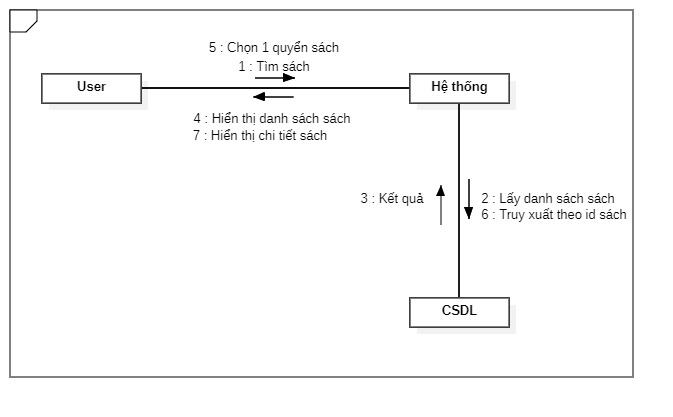 5 : Chọn 1 quyển sách
1 : Tìm sách
User
Hệ thống
4 : Hiển thị danh sách sách
7 : Hiển thị chi tiết sách
3 : Kết quả
2 : Lấy danh sách sách
6 : Truy xuất theo id sách
CSDL